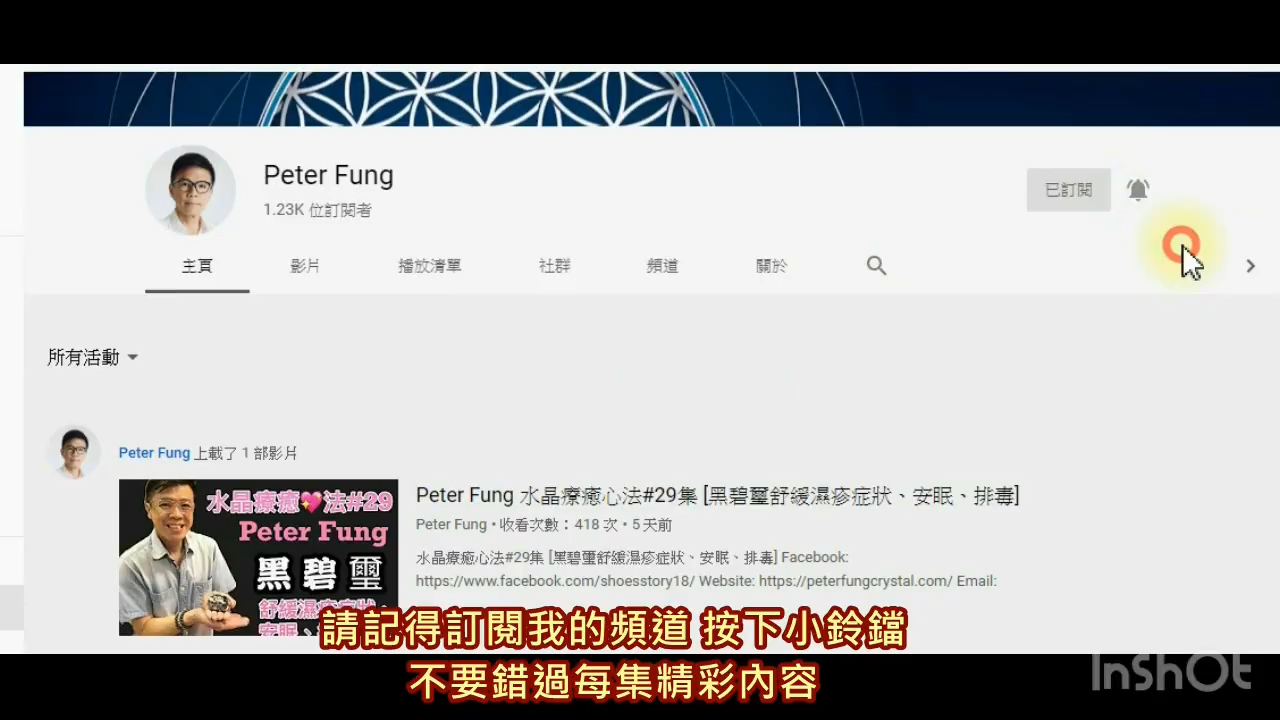 Peter Fung
1.23K 位訂閱者
已訂閱
主頁 影片 播放清單 社群 頻道 關於
所有活動
Peter Fung 上載了 1 部影片
水晶療癒💖法#29
Peter Fung
黑碧璽
舒緩濕疹症狀、
Peter Fung 水晶療癒心法#29集 [黑碧璽舒緩濕疹症狀、安眠、排毒]
Peter Fung • 收看次數：418 次 • 5 天前
水晶療癒心法#29集 [黑碧璽舒緩濕疹症狀、安眠、排毒] Facebook:
https://www.facebook.com/shoesstory18/ Website: https://peterfungcrystal.com/ Email:
請記得訂閱我的頻道 按下小鈴鐺
不要錯過每集精彩內容
InShOt